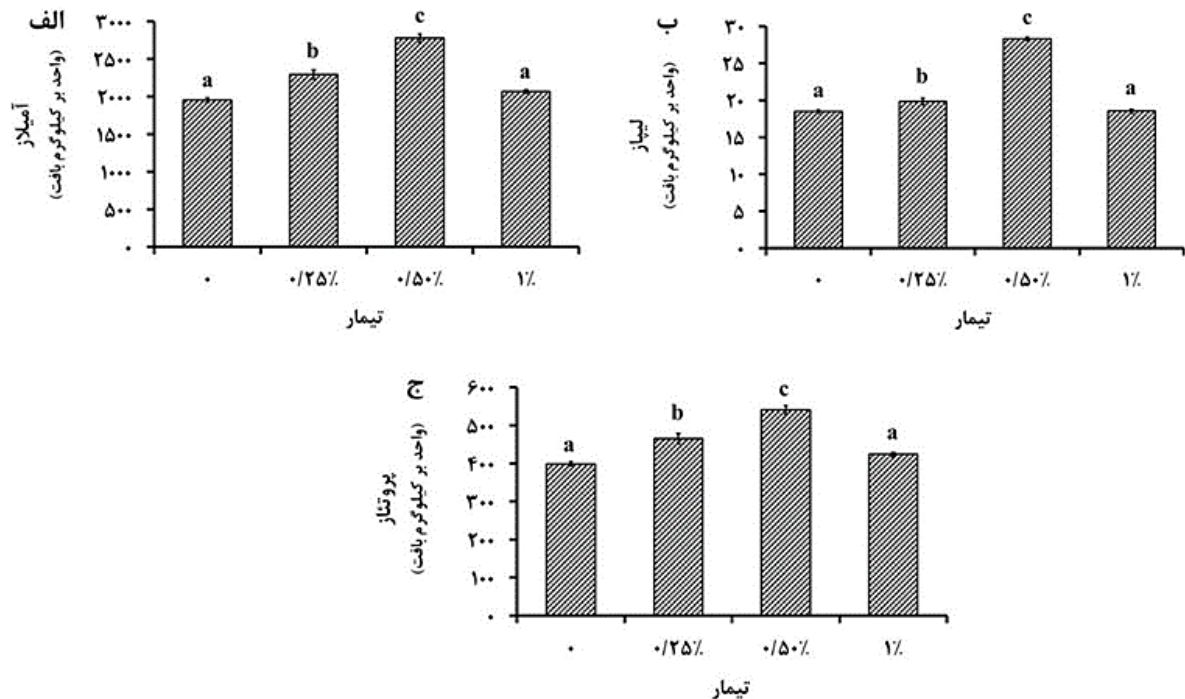 الف
آمیلاز
(واحد بر کیلوگرم بافت)
۳۰۰۰
۲۵۰۰
۲۰۰۰
۱۵۰۰
۱۰۰۰
۵۰۰
۰
a
b
c
a
۰
۰/۲۵٪
۰/۵۰٪
۱٪
تیمار
ب
لیپاز
(واحد بر کیلوگرم بافت)
۳۰
۲۵
۲۰
۱۵
۱۰
۵
۰
a
b
c
a
۰
۰/۲۵٪
۰/۵۰٪
۱٪
تیمار
ج
پروتئاز
(واحد بر کیلوگرم بافت)
۶۰۰
۵۰۰
۴۰۰
۳۰۰
۲۰۰
۱۰۰
۰
a
b
c
a
۰
۰/۲۵٪
۰/۵۰٪
۱٪
تیمار